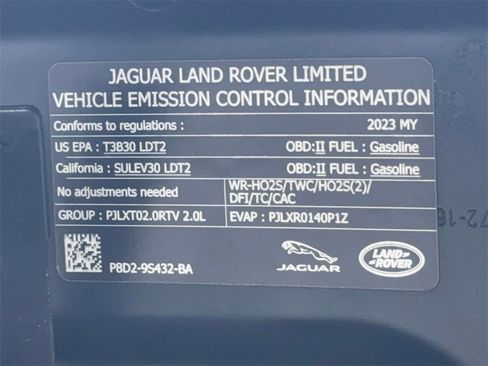 JAGUAR LAND ROVER LIMITED
VEHICLE EMISSION CONTROL INFORMATION
Conforms to regulations : 2023 MY
US EPA : T3B30 LDT2 OBD:II FUEL : Gasoline
California : SULEV30 LDT2 OBD:II FUEL : Gasoline
No adjustments needed WR-HO2S/TWC/HO2S(2)/
DFI/TC/CAC
GROUP : PJLXT02.0RTV 2.0L EVAP : PJLXR0140P1Z
P8D2-9S432-BA JAGUAR LAND ROVER
72-16